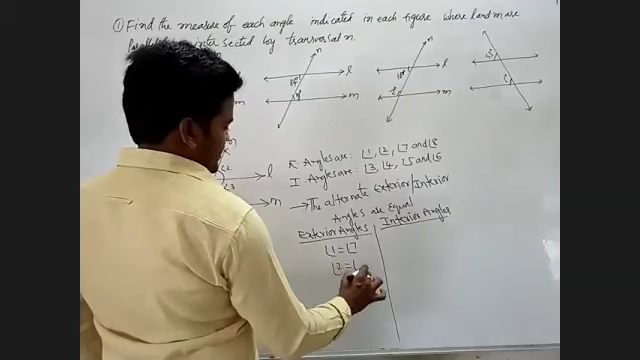 ① Find the measure of each angle indicated in each figure where l and m are
Parallel intersected by transversal n.
n
l
m
n
l
m
n
∠2
l
∠3
m
E. Angles are: ∠1, ∠2, ∠7 and ∠8
I. Angles are: ∠3, ∠4, ∠5 and ∠6
→ The alternate Exterior/Interior
Angles are Equal
Exterior Angles
Interior Angles
∠1=∠7
∠2=∠